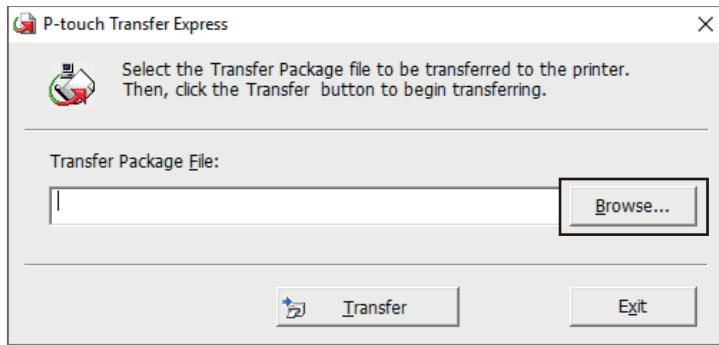 P-touch Transfer Express
Select the Transfer Package file to be transferred to the printer.
Then, click the Transfer button to begin transferring.
Transfer Package File:
Browse...
Transfer
Exit